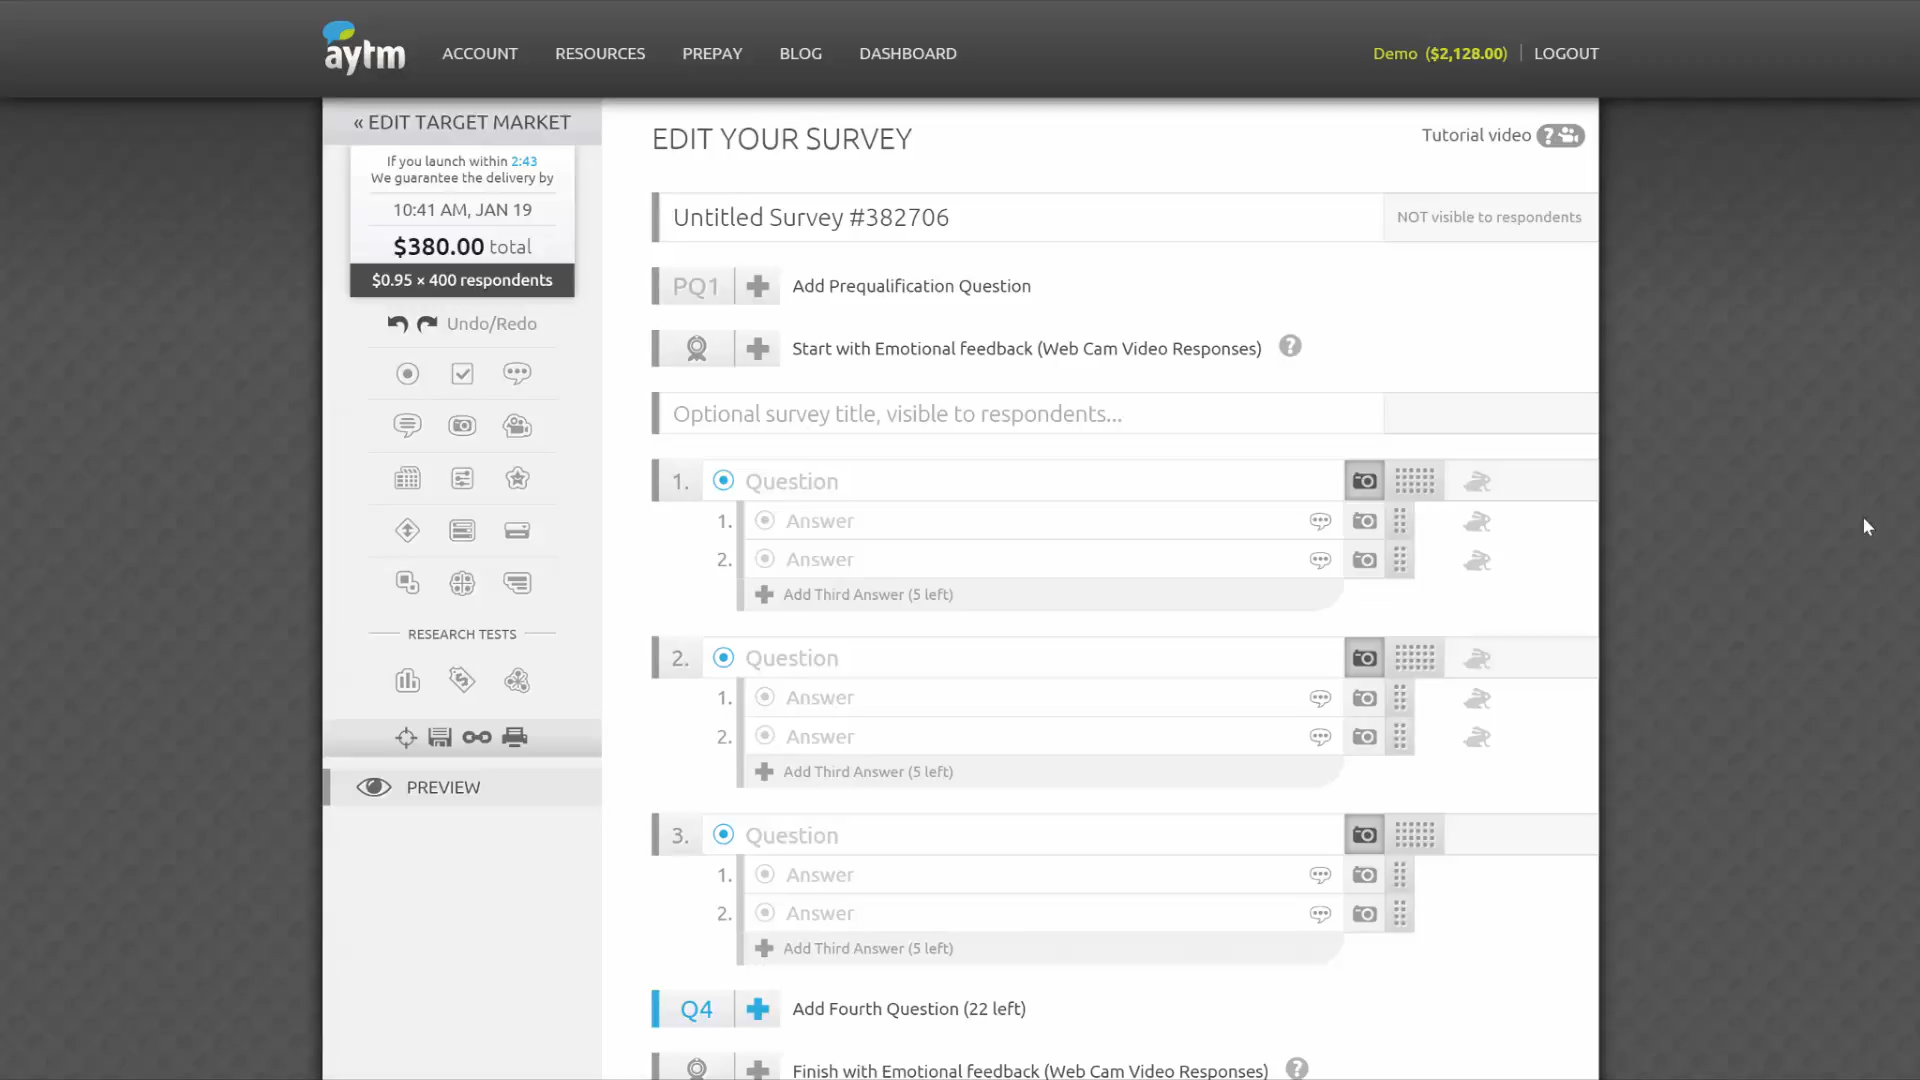 aytm
ACCOUNT
RESOURCES
PREPAY
BLOG
DASHBOARD
Demo ($2,128.00)
LOGOUT
« EDIT TARGET MARKET
If you launch within 2:43
We guarantee the delivery by
10:41 AM, JAN 19
$380.00 total
$0.95 × 400 respondents
Undo/Redo
RESEARCH TESTS
PREVIEW
EDIT YOUR SURVEY
Tutorial video ?
Untitled Survey #382706
NOT visible to respondents
PQ1
Add Prequalification Question
Start with Emotional feedback (Web Cam Video Responses) ?
Optional survey title, visible to respondents...
1. Question
1. Answer
2. Answer
Add Third Answer (5 left)
2. Question
1. Answer
2. Answer
Add Third Answer (5 left)
3. Question
1. Answer
2. Answer
Add Third Answer (5 left)
Q4
Add Fourth Question (22 left)
Finish with Emotional feedback (Web Cam Video Responses) ?